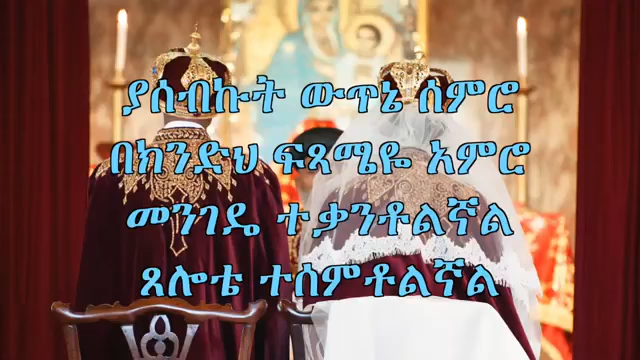 ያሰብኩት ውጥኔ ሰምሮ
በክንድህ ፍጻሜዬ አምሮ
መንገዴ ተቃንቶልኛል
ጸሎቴ ተሰምቶልኛል